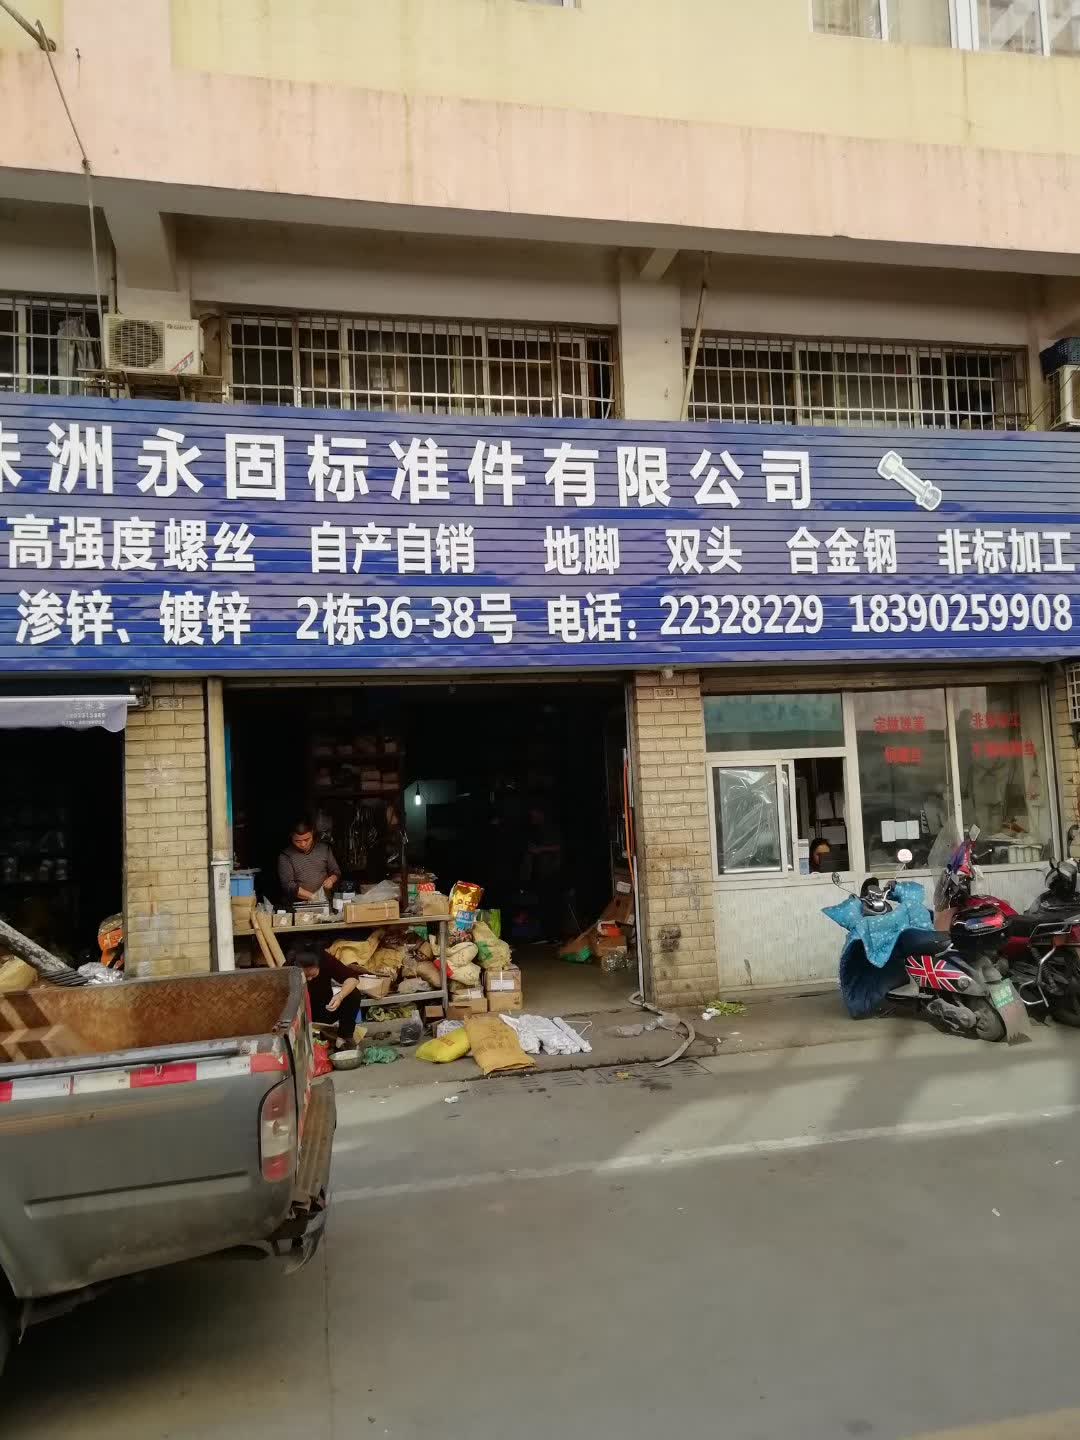 株洲永固标准件有限公司
高强度螺丝 自产自销 地脚 双头 合金钢 非标加工
渗锌、镀锌 2栋36-38号 电话：22328229 18390259908